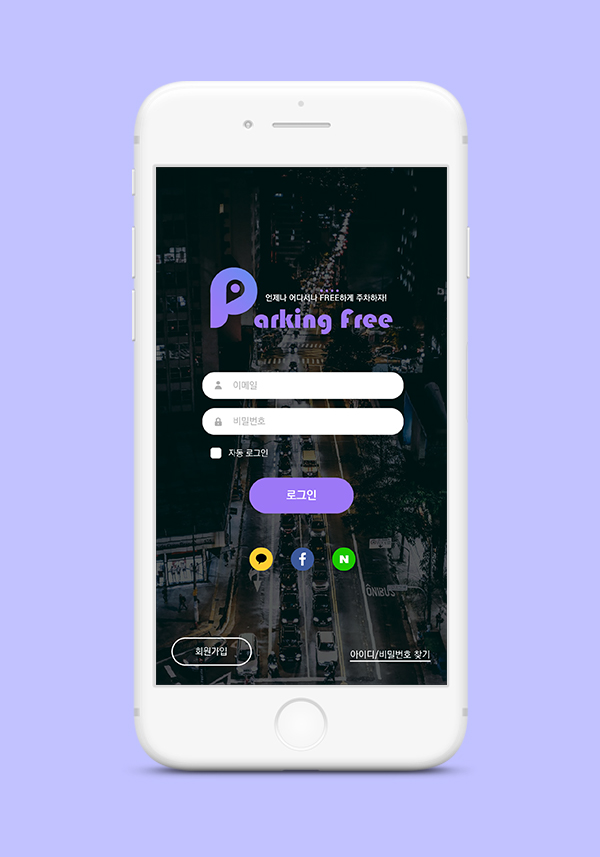 언제나 어디서나 FREE하게 주차하자!
Parking Free
이메일
비밀번호
자동 로그인
로그인
f
N
ÔNIBUS
회원가입
아이디/비밀번호 찾기